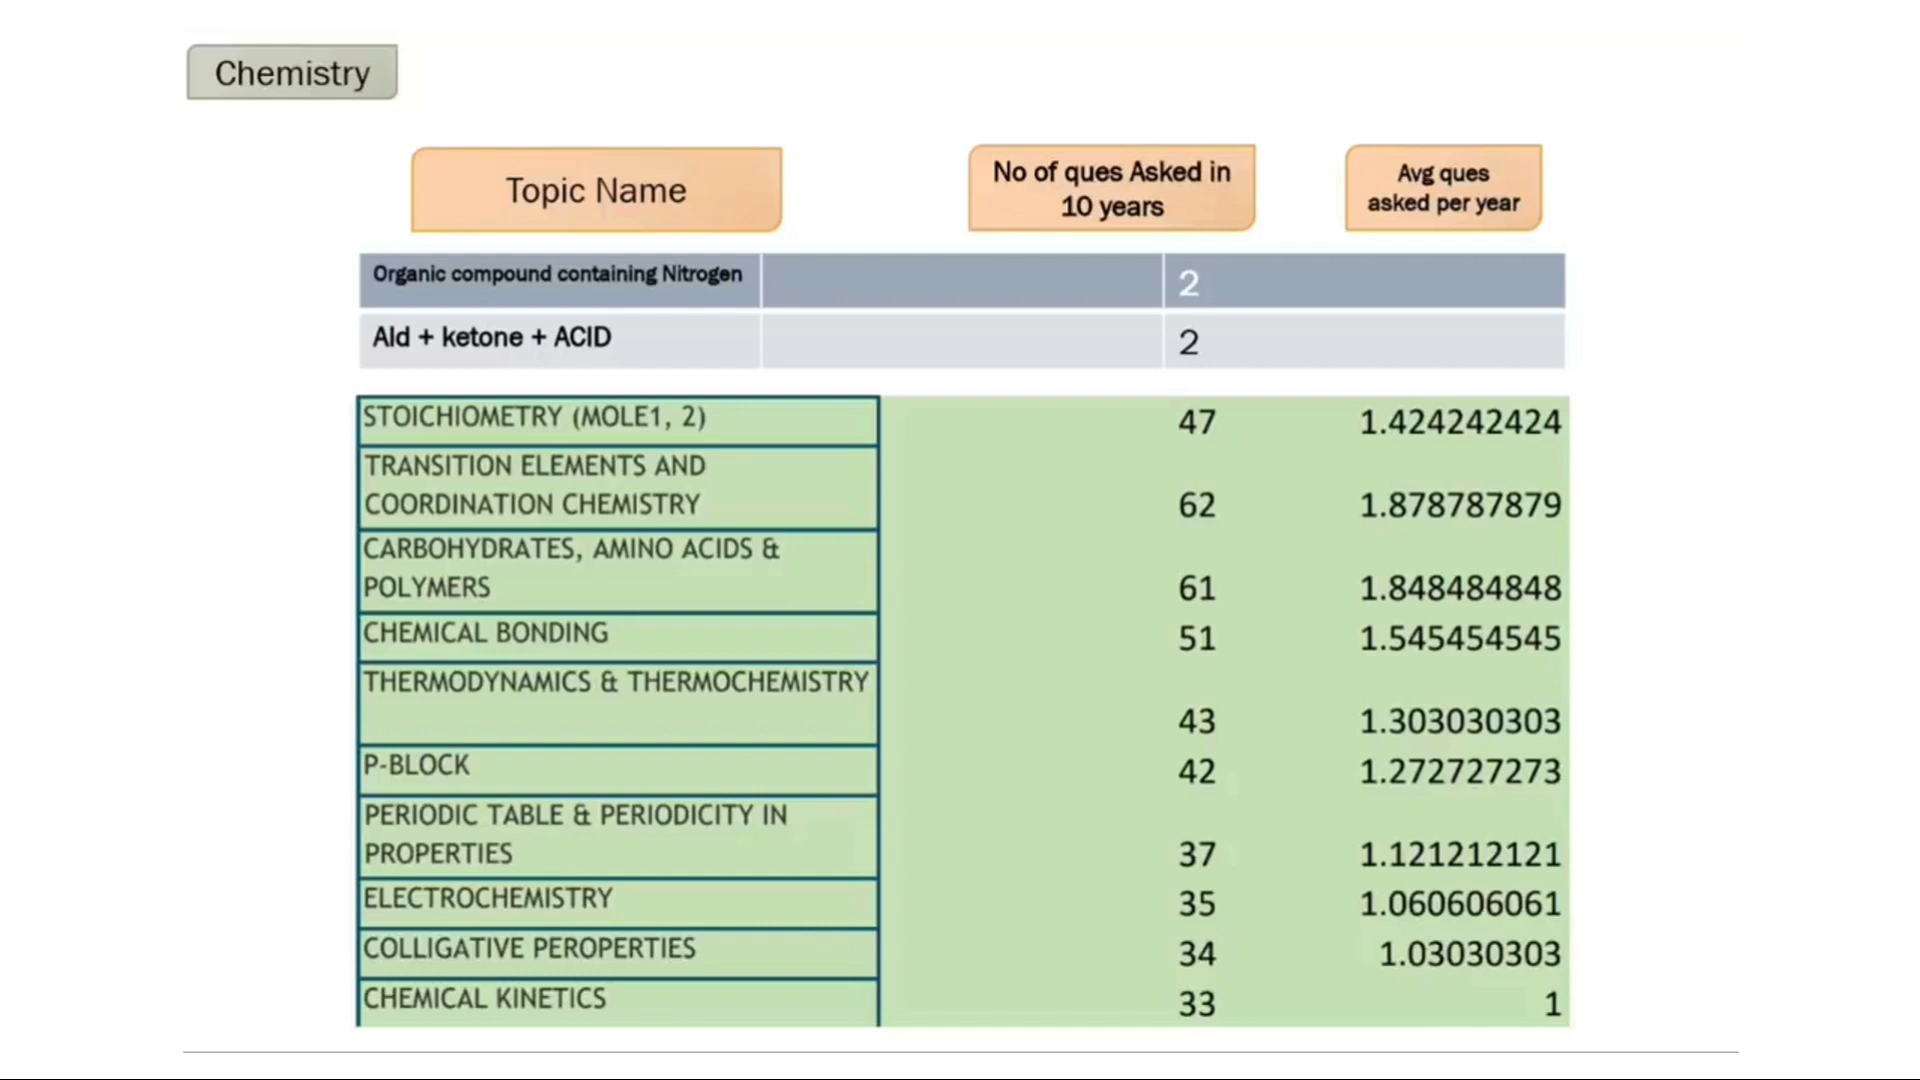 Chemistry
Topic Name
No of ques Asked in
10 years
Avg ques
asked per year
Organic compound containing Nitrogen 2
Ald + ketone + ACID 2
STOICHIOMETRY (MOLE1, 2) 47 1.424242424
TRANSITION ELEMENTS AND
COORDINATION CHEMISTRY 62 1.878787879
CARBOHYDRATES, AMINO ACIDS &
POLYMERS 61 1.848484848
CHEMICAL BONDING 51 1.545454545
THERMODYNAMICS & THERMOCHEMISTRY
43 1.303030303
P-BLOCK 42 1.272727273
PERIODIC TABLE & PERIODICITY IN
PROPERTIES 37 1.121212121
ELECTROCHEMISTRY 35 1.060606061
COLLIGATIVE PEROPERTIES 34 1.03030303
CHEMICAL KINETICS 33 1